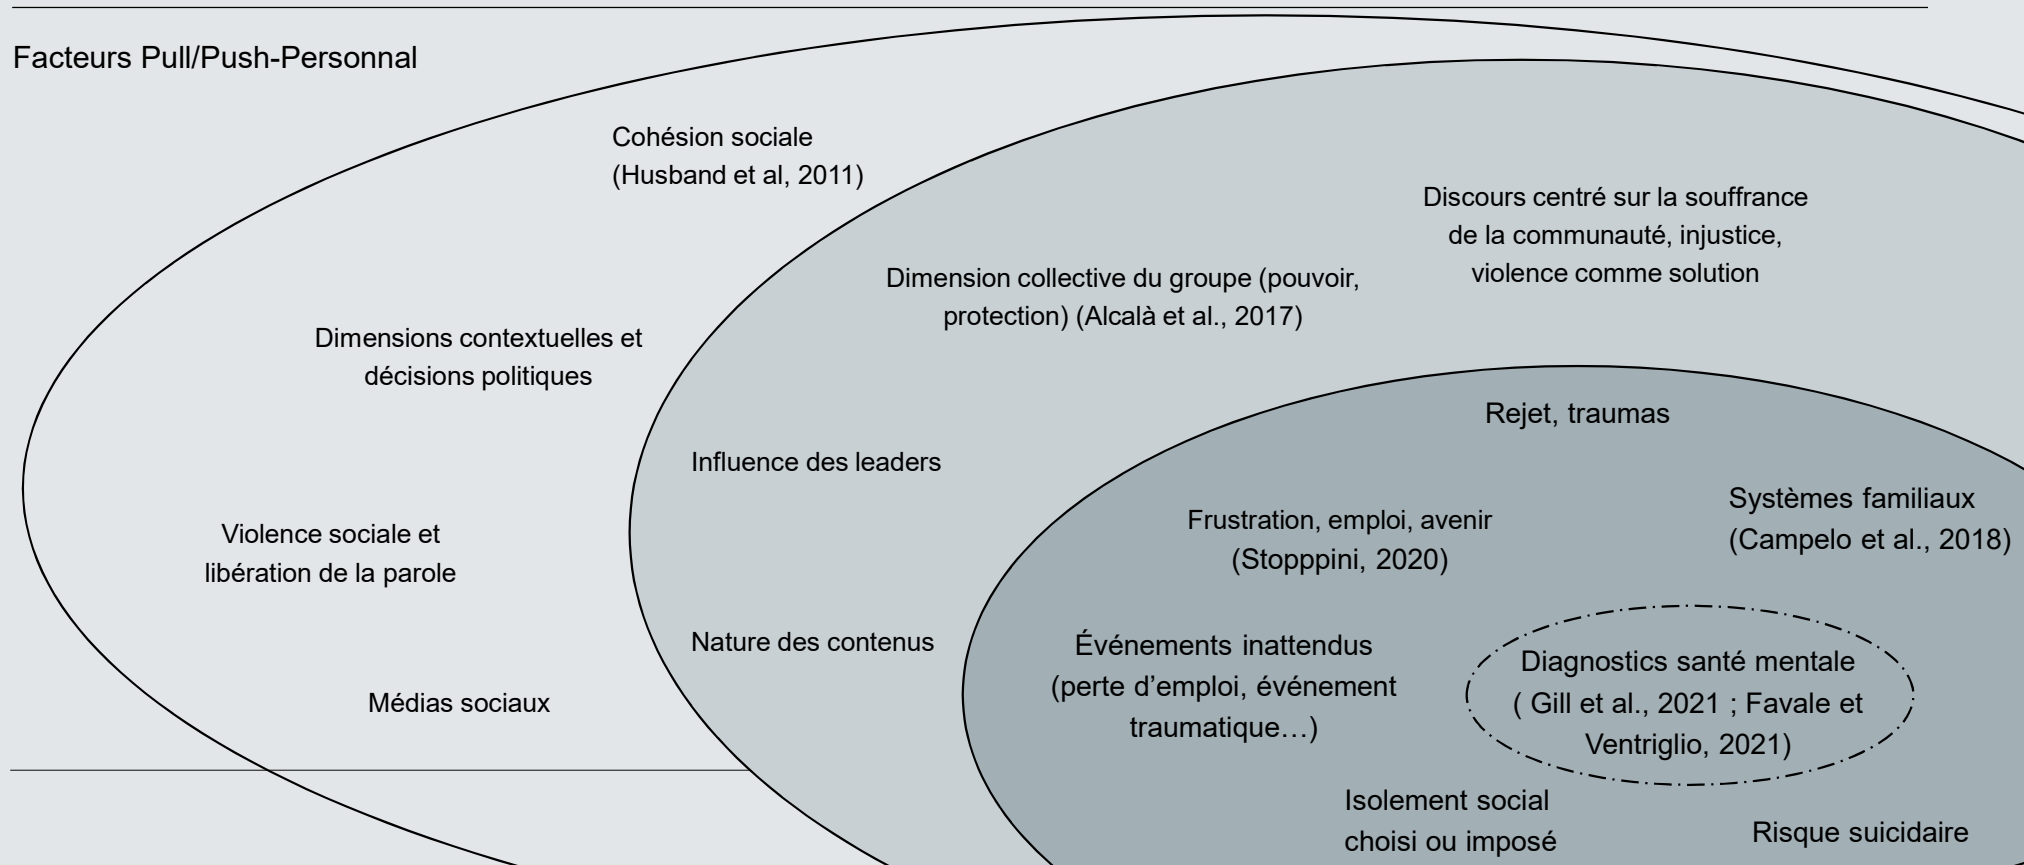 Facteurs Pull/Push-Personnal
Cohésion sociale
(Husband et al, 2011)
Discours centré sur la souffrance
de la communauté, injustice,
violence comme solution
Dimension collective du groupe (pouvoir,
protection) (Alcalà et al., 2017)
Dimensions contextuelles et
décisions politiques
Rejet, traumas
Influence des leaders
Systèmes familiaux
(Campelo et al., 2018)
Frustration, emploi, avenir
(Stopppini, 2020)
Violence sociale et
libération de la parole
Nature des contenus
Événements inattendus
(perte d’emploi, événement
traumatique…)
Diagnostics santé mentale
( Gill et al., 2021 ; Favale et
Ventriglio, 2021)
Médias sociaux
Isolement social
choisi ou imposé
Risque suicidaire